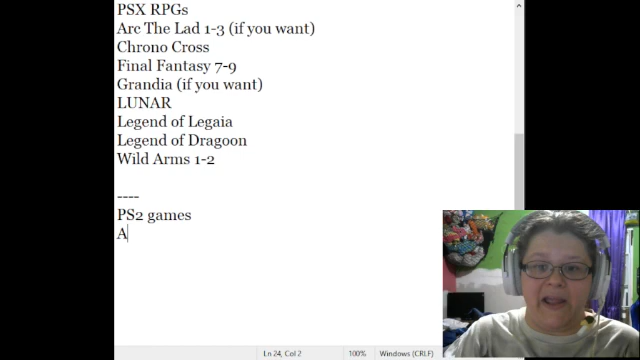 PSX RPGs
Arc The Lad 1-3 (if you want)
Chrono Cross
Final Fantasy 7-9
Grandia (if you want)
LUNAR
Legend of Legaia
Legend of Dragoon
Wild Arms 1-2
----
PS2 games
A
Ln 24, Col 2 100% Windows (CRLF)